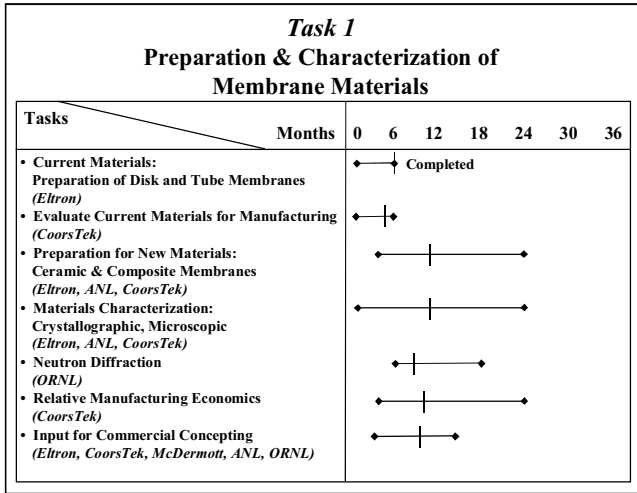 Task 1
Preparation & Characterization of
Membrane Materials
Tasks
Months 0 6 12 18 24 30 36
• Current Materials: Completed
Preparation of Disk and Tube Membranes
(Eltron)
• Evaluate Current Materials for Manufacturing
(CoorsTek)
• Preparation for New Materials:
Ceramic & Composite Membranes
(Eltron, ANL, CoorsTek)
• Materials Characterization:
Crystallographic, Microscopic
(Eltron, ANL, CoorsTek)
• Neutron Diffraction
(ORNL)
• Relative Manufacturing Economics
(CoorsTek)
• Input for Commercial Concepting
(Eltron, CoorsTek, McDermott, ANL, ORNL)